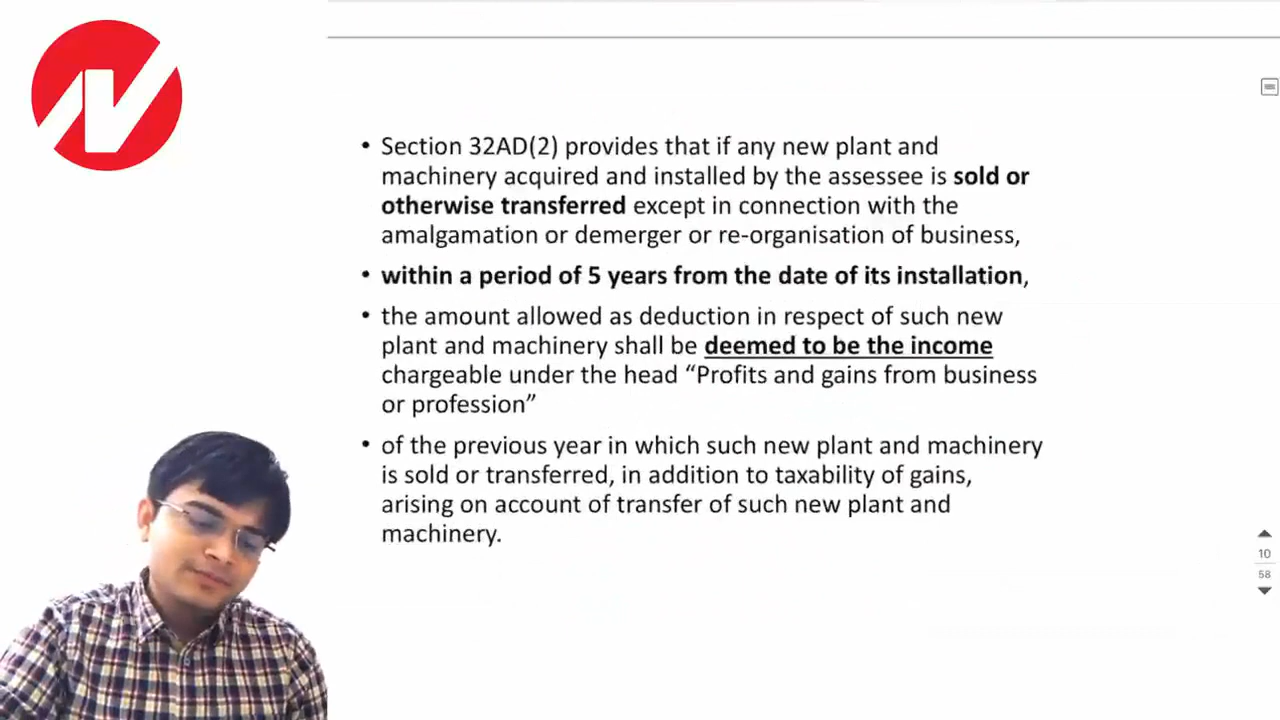 • Section 32AD(2) provides that if any new plant and
machinery acquired and installed by the assessee is sold or
otherwise transferred except in connection with the
amalgamation or demerger or re-organisation of business,
• within a period of 5 years from the date of its installation,
• the amount allowed as deduction in respect of such new
plant and machinery shall be deemed to be the income
chargeable under the head “Profits and gains from business
or profession”
• of the previous year in which such new plant and machinery
is sold or transferred, in addition to taxability of gains,
arising on account of transfer of such new plant and
machinery.
10
58